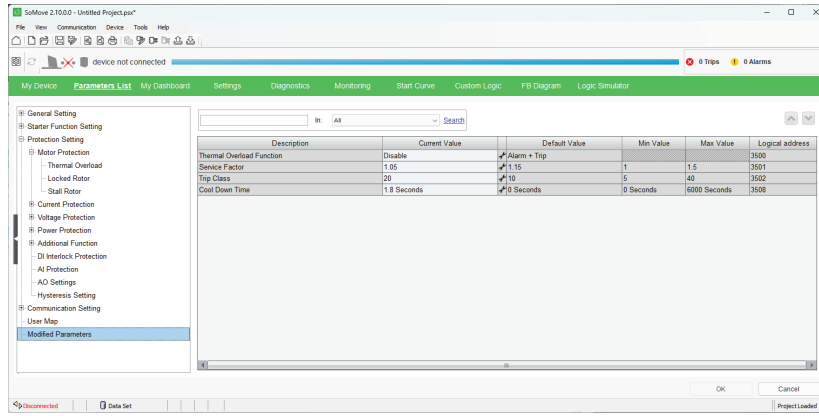 SoMove 2.10.0.0 - Untitled Project.psx*
File View Communication Device Tools Help
device not connected
0 Trips 0 Alarms
My Device Parameters List My Dashboard Settings Diagnostics Monitoring Start Curve Custom Logic FB Diagram Logic Simulator
General Setting
Starter Function Setting
Protection Setting
Motor Protection
Thermal Overload
Locked Rotor
Stall Rotor
Current Protection
Voltage Protection
Power Protection
Additional Function
DI Interlock Protection
AI Protection
AO Settings
Hysteresis Setting
Communication Setting
User Map
Modified Parameters
In: All Search
Description Current Value Default Value Min Value Max Value Logical address
Thermal Overload Function Disable Alarm + Trip 3500
Service Factor 1.05 1.15 1 1.5 3501
Trip Class 20 10 5 40 3502
Cool Down Time 1.8 Seconds 0 Seconds 0 Seconds 6000 Seconds 3508
OK Cancel
Disconnected Data Set Project Loaded